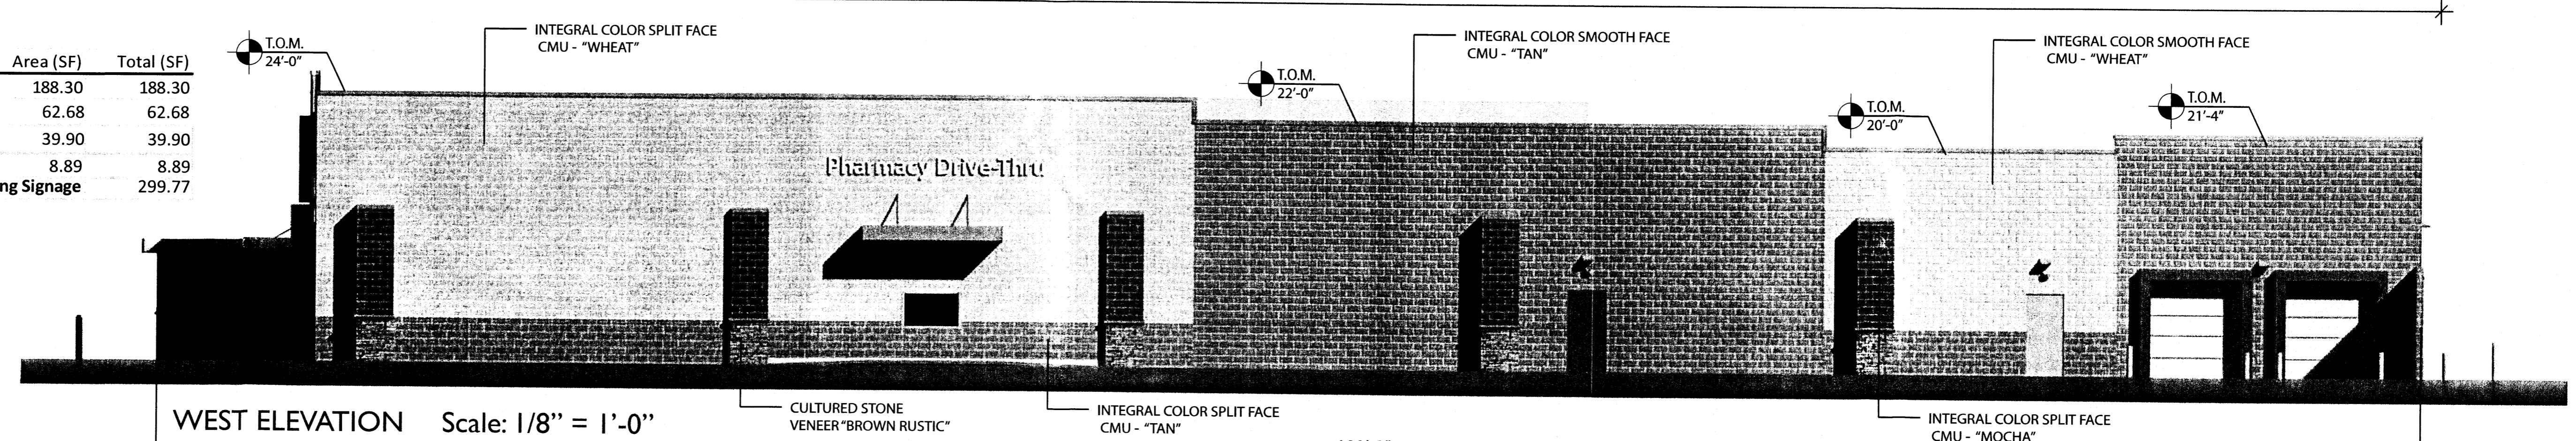 Area (SF) Total (SF)
188.30 188.30
62.68 62.68
39.90 39.90
8.89 8.89
ng Signage 299.77
T.O.M.
24'-0"
INTEGRAL COLOR SPLIT FACE
CMU - “WHEAT”
T.O.M.
22'-0"
INTEGRAL COLOR SMOOTH FACE
CMU - “TAN”
T.O.M.
20'-0"
INTEGRAL COLOR SMOOTH FACE
CMU - “WHEAT”
T.O.M.
21'-4"
Pharmacy Drive-Thru
WEST ELEVATION Scale: 1/8” = 1’-0”
CULTURED STONE
VENEER “BROWN RUSTIC”
INTEGRAL COLOR SPLIT FACE
CMU - “TAN”
INTEGRAL COLOR SPLIT FACE
CMU - “MOCHA”